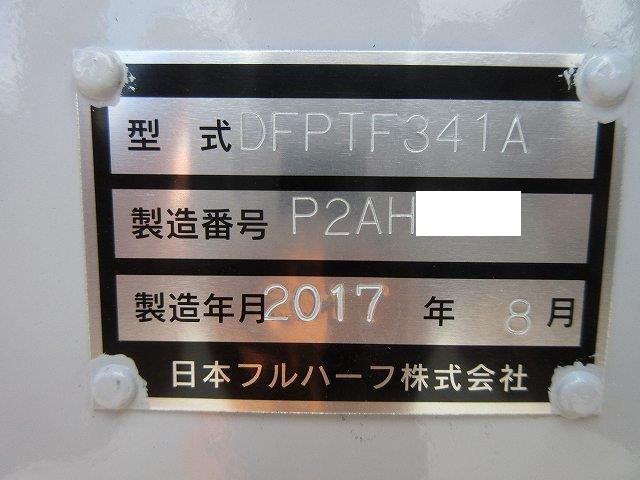 型 式 DFPTF341A
製造番号 P2AH
製造年月 2017 年 8 月
日本フルハーフ株式会社